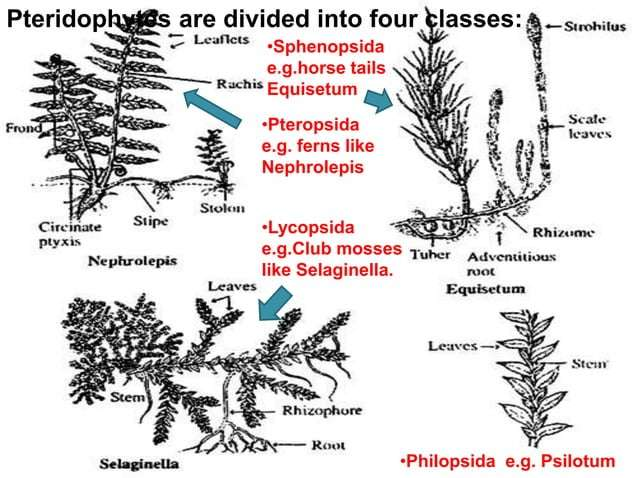 Pteridophytes are divided into four classes:
Leaflets
Rachis
Frond
Circinate
ptyxis
Stipe
Stolon
Nephrolepis
•Sphenopsida
e.g.horse tails
Equisetum
•Pteropsida
e.g. ferns like
Nephrolepis
•Lycopsida
e.g.Club mosses
like Selaginella.
Strobilus
Scale
leaves
Rhizome
Tuber
Adventitious
root
Equisetum
Leaves
Stem
Rhizophore
Root
Selaginella
Leaves
Stem
•Philopsida e.g. Psilotum